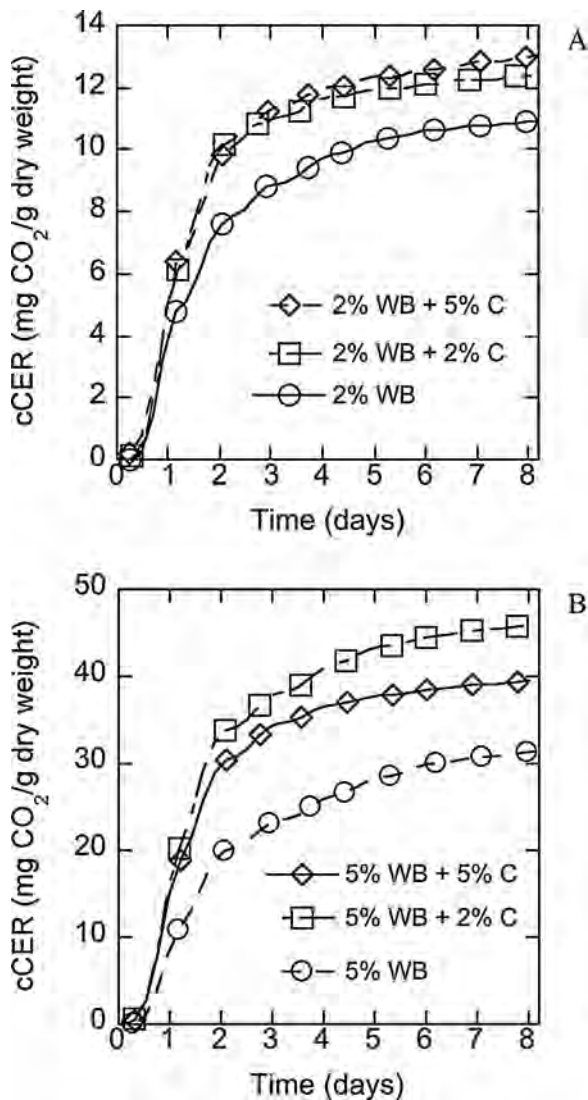 A
14
12
10
8
6
4
2
0
cCER (mg CO2/g dry weight)
2% WB + 5% C
2% WB + 2% C
2% WB
0 1 2 3 4 5 6 7 8
Time (days)
B
50
40
30
20
10
0
cCER (mg CO2/g dry weight)
5% WB + 5% C
5% WB + 2% C
5% WB
0 1 2 3 4 5 6 7 8
Time (days)